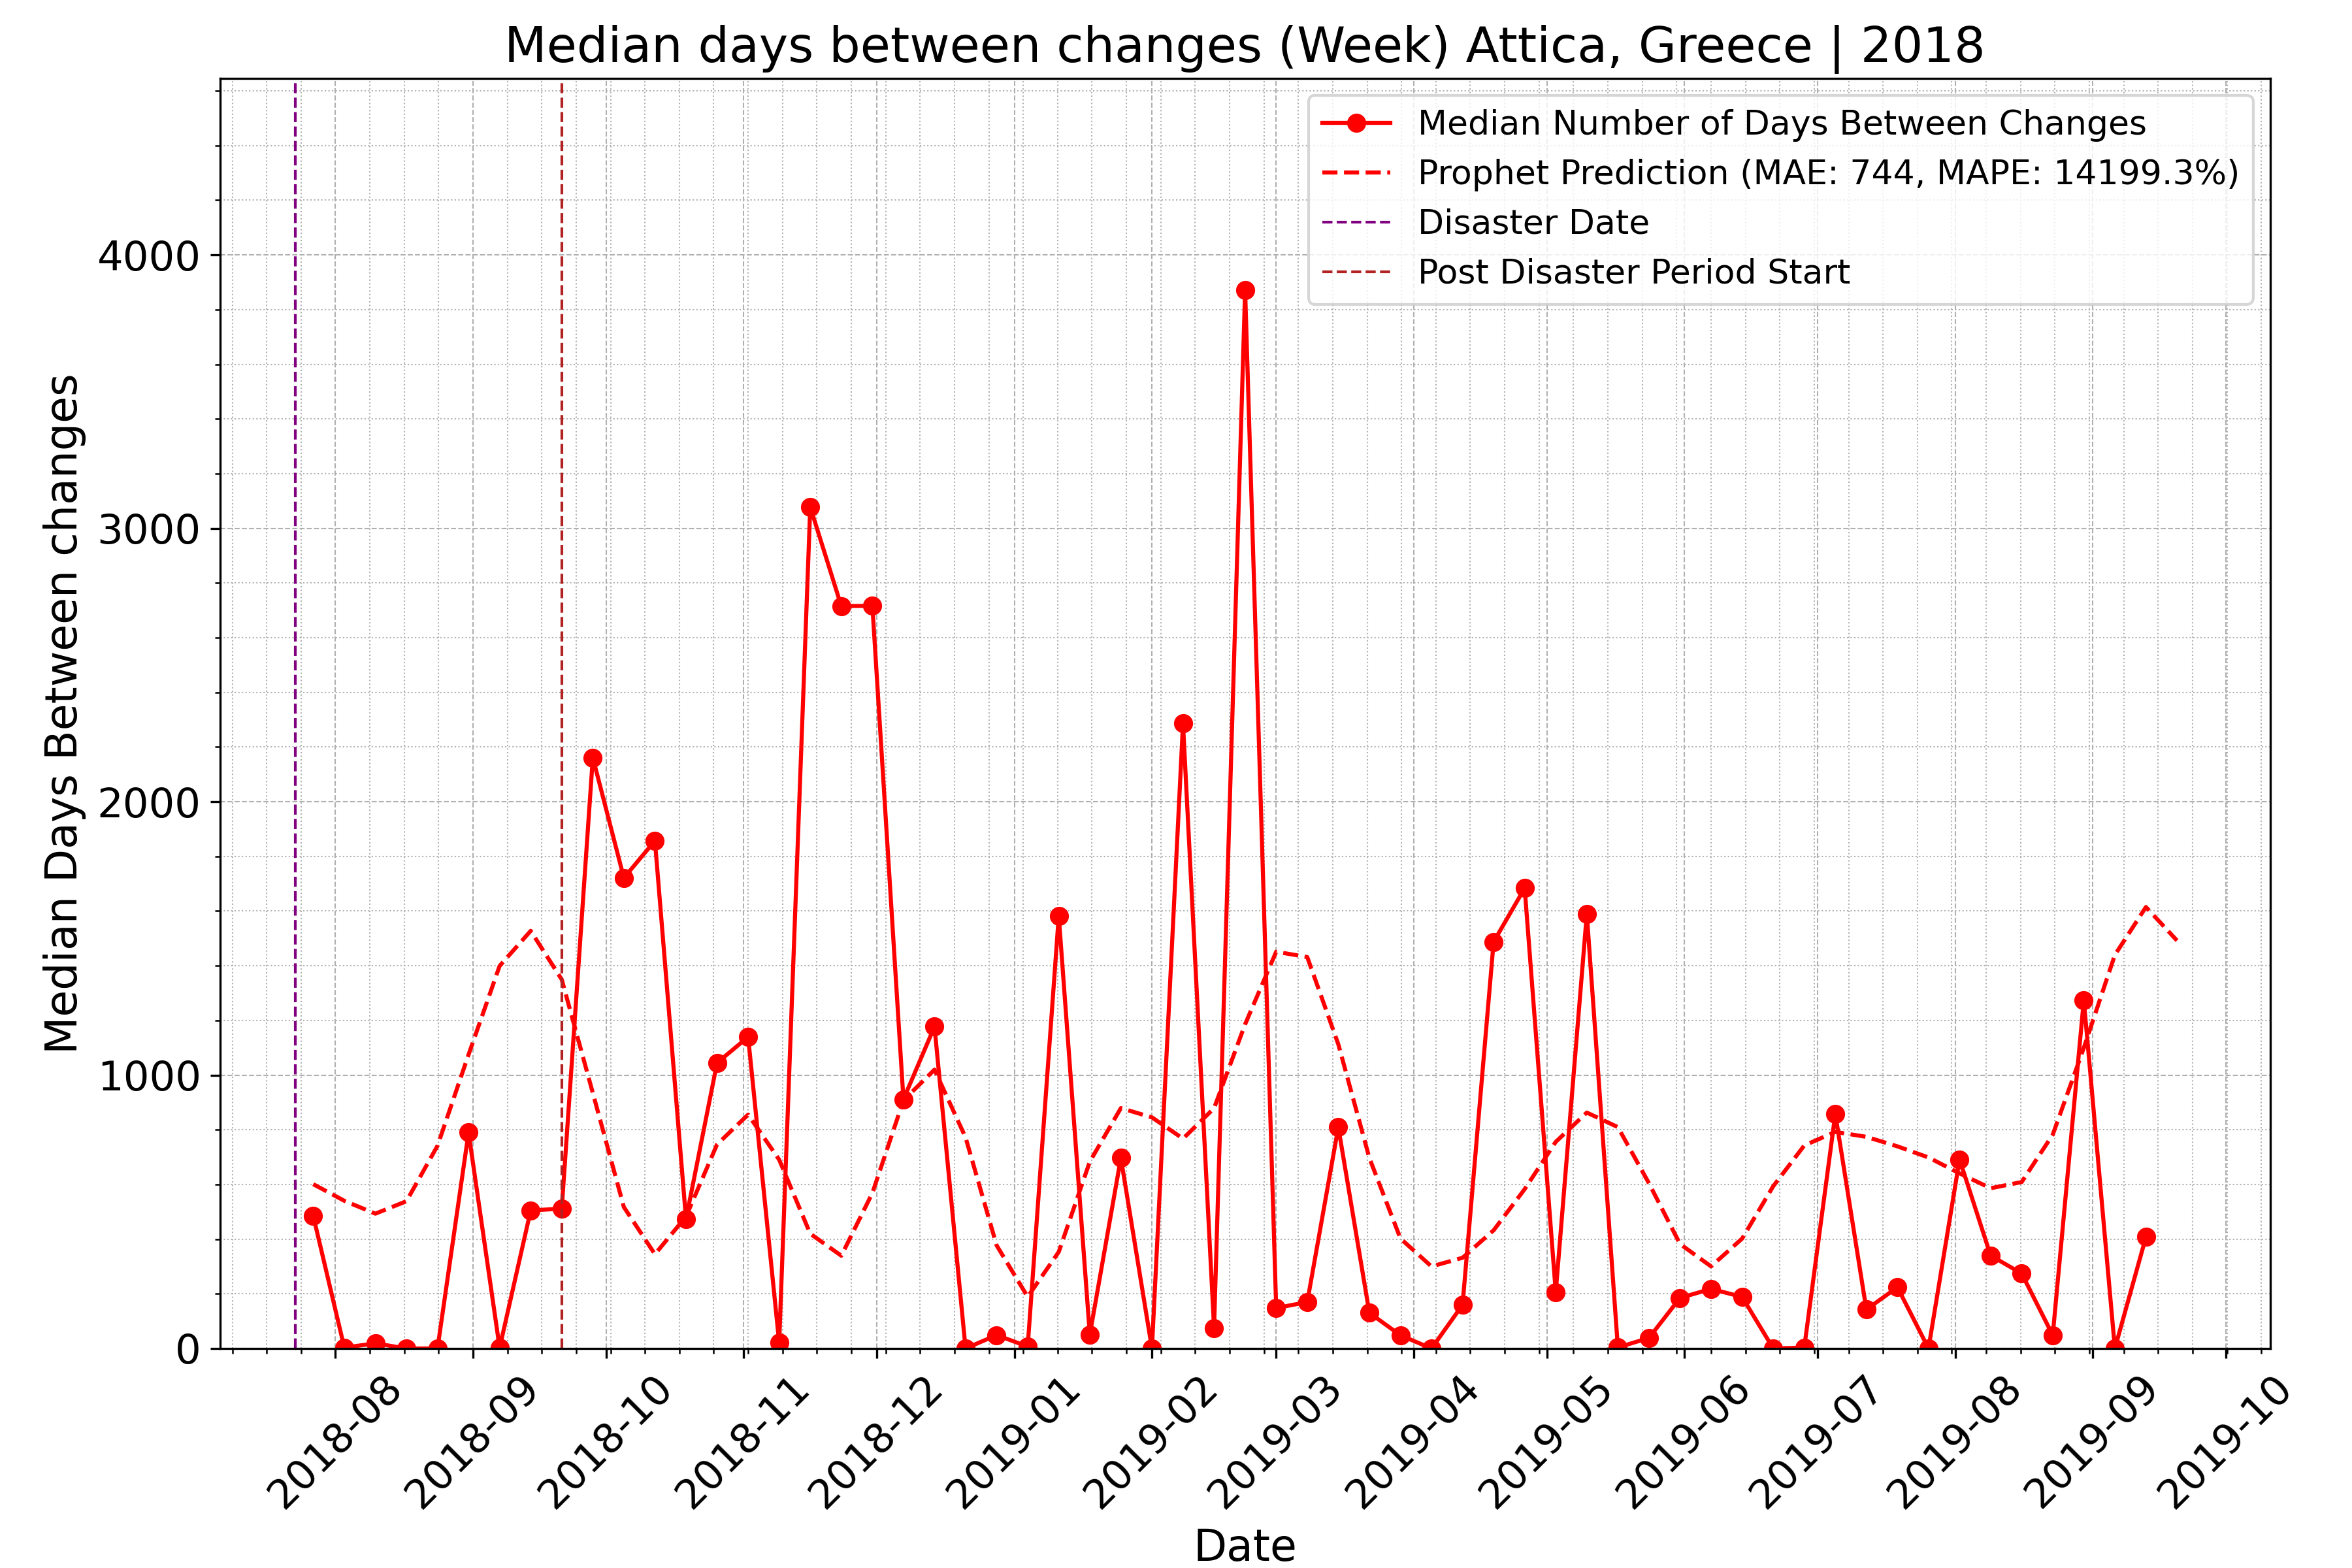 Median days between changes (Week) Attica, Greece | 2018
Median Number of Days Between Changes
Prophet Prediction (MAE: 744, MAPE: 14199.3%)
Disaster Date
Post Disaster Period Start
Median Days Between changes
4000
3000
2000
1000
0
2018-08
2018-09
2018-10
2018-11
2018-12
2019-01
2019-02
2019-03
2019-04
2019-05
2019-06
2019-07
2019-08
2019-09
2019-10
Date